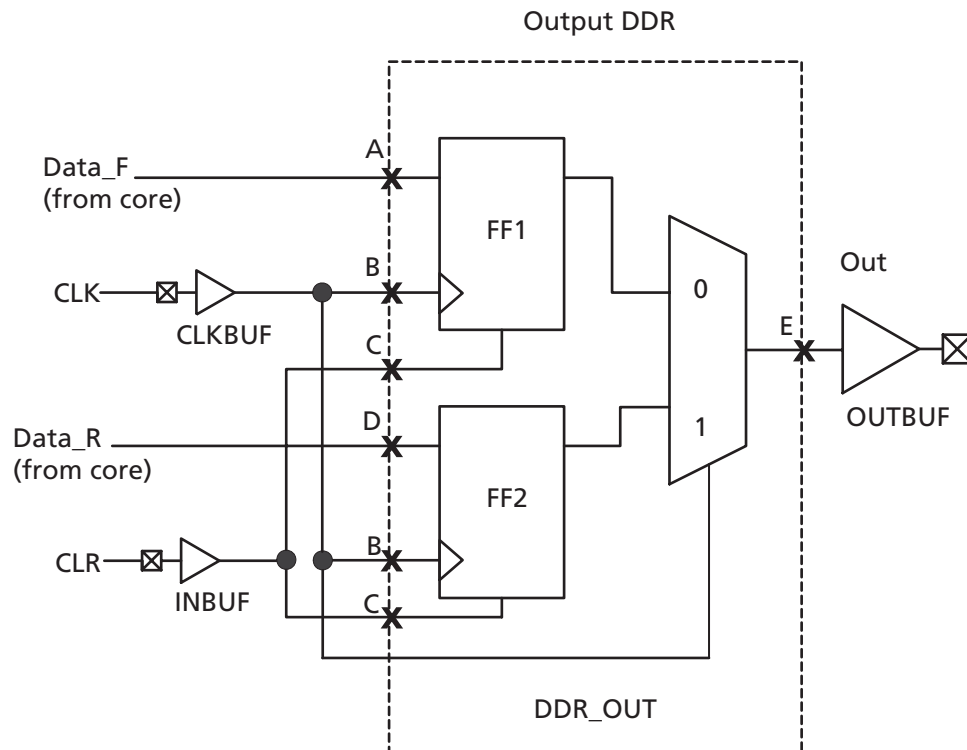 Output DDR
A
Data_F
(from core)
FF1
B
CLK
CLKBUF
C
0
Out
E
OUTBUF
D
Data_R
(from core)
1
FF2
B
CLR
INBUF
C
DDR_OUT